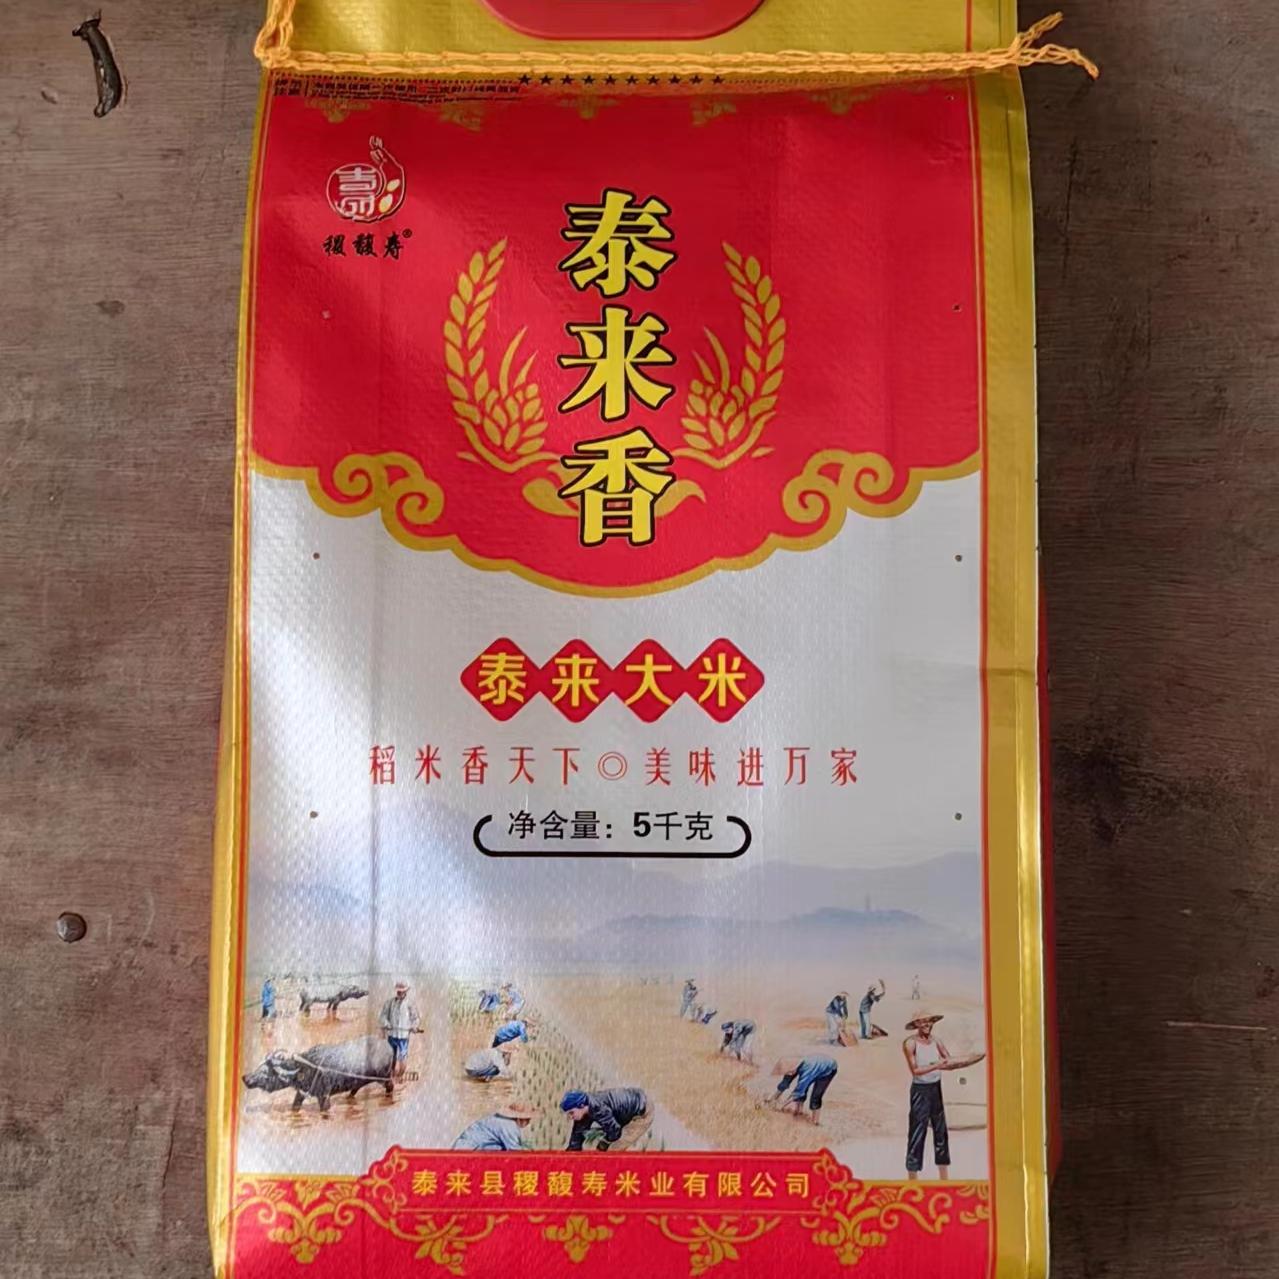 稷馥寿®
泰来香
泰来大米
稻米香天下◎美味进万家
净含量：5千克
泰来县稷馥寿米业有限公司